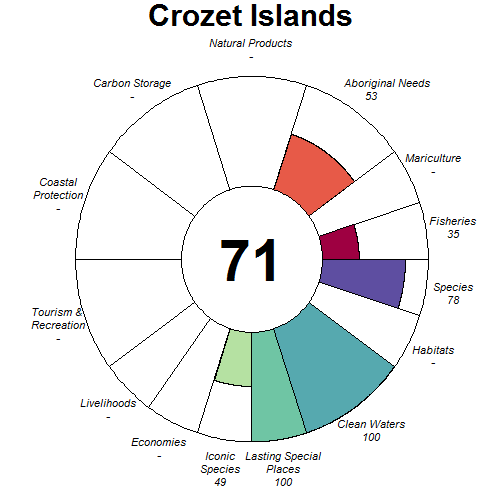 Crozet Islands
Natural Products
-
Carbon Storage
-
Aboriginal Needs
53
Mariculture
-
Coastal
Protection
-
Fisheries
35
71
Species
78
Tourism &
Recreation
-
Habitats
-
Livelihoods
-
Clean Waters
100
Economies
-
Iconic
Species
49
Lasting Special
Places
100